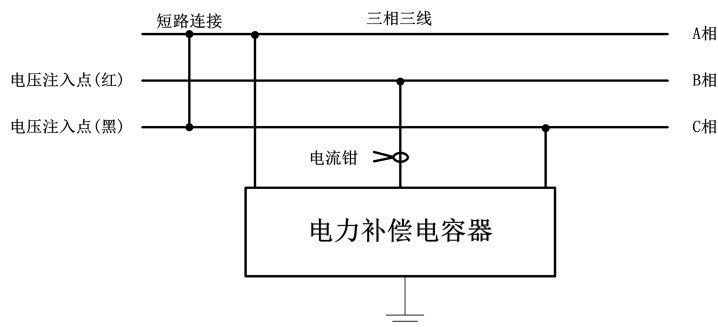 短路连接
三相三线
A相
电压注入点(红)
B相
电压注入点(黑)
C相
电流钳
电力补偿电容器